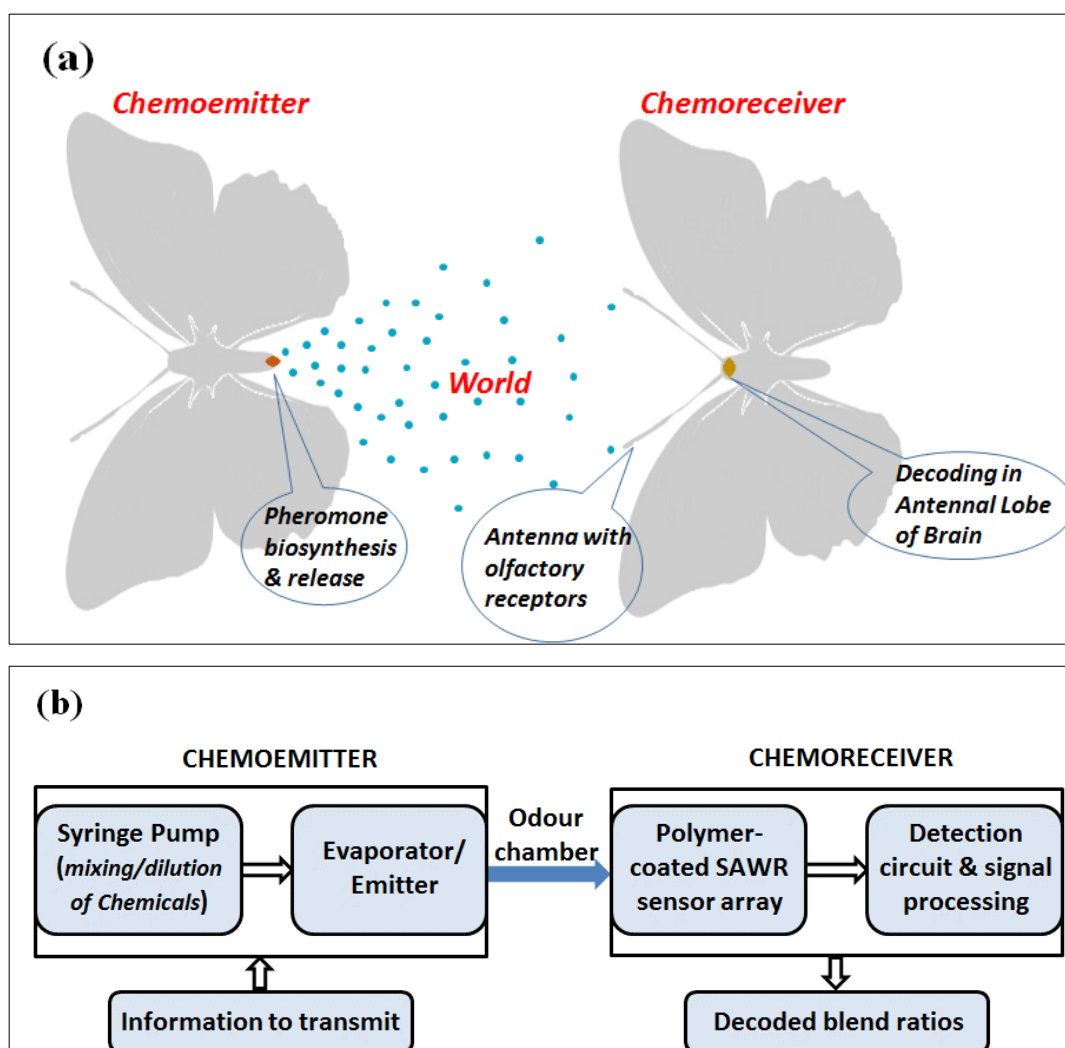 (a)
Chemoemitter
Chemoreceiver
World
Pheromone
biosynthesis
& release
Antenna with
olfactory
receptors
Decoding in
Antennal Lobe
of Brain
(b)
CHEMOEMITTER
Syringe Pump
(mixing/dilution
of Chemicals)
Evaporator/
Emitter
Information to transmit
Odour
chamber
CHEMORECEIVER
Polymer-
coated SAWR
sensor array
Detection
circuit & signal
processing
Decoded blend ratios